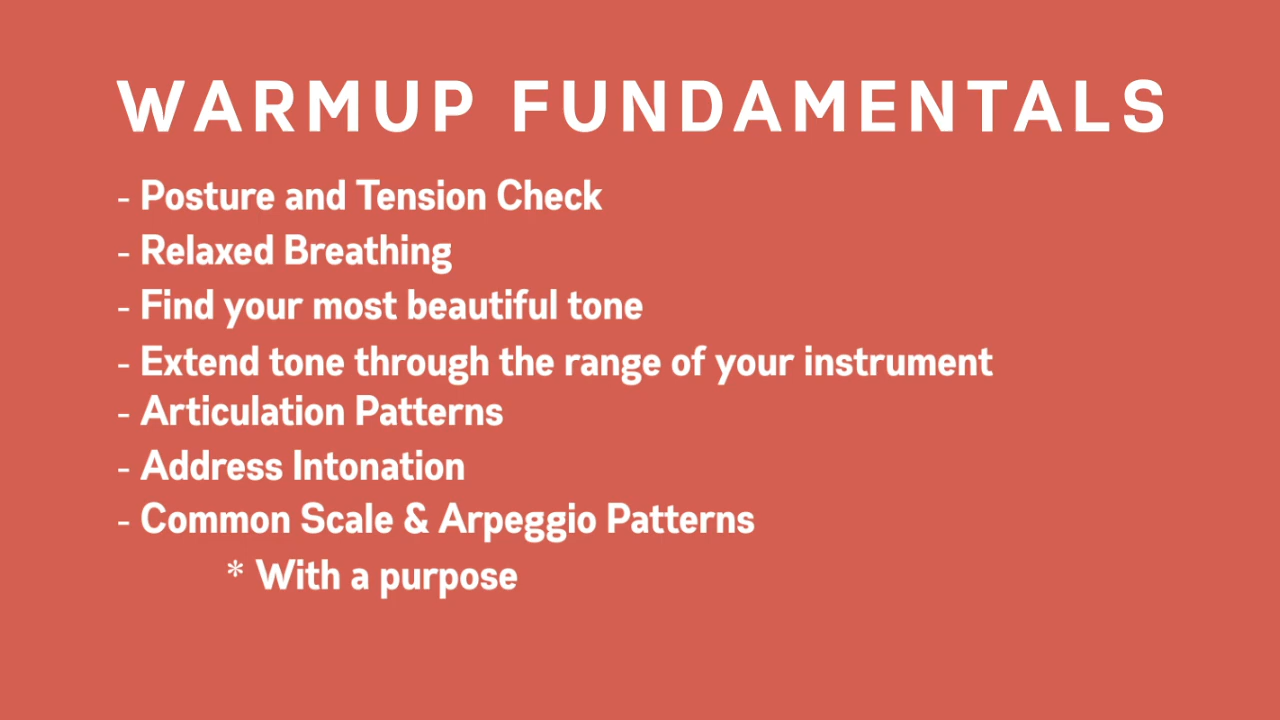 WARMUP FUNDAMENTALS
- Posture and Tension Check
- Relaxed Breathing
- Find your most beautiful tone
- Extend tone through the range of your instrument
- Articulation Patterns
- Address Intonation
- Common Scale & Arpeggio Patterns
* With a purpose